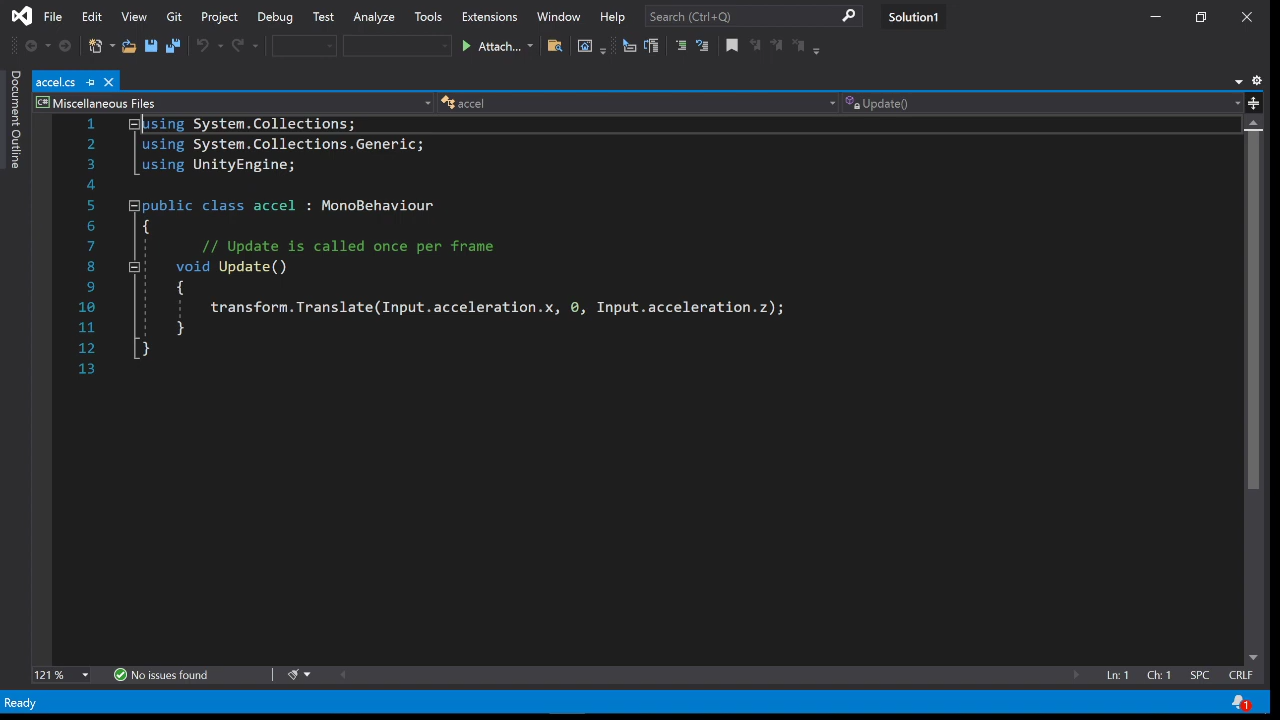 File Edit View Git Project Debug Test Analyze Tools Extensions Window Help Search (Ctrl+Q) Solution1
Attach...
Document Outline
accel.cs
C# Miscellaneous Files accel Update()
1 using System.Collections;
2 using System.Collections.Generic;
3 using UnityEngine;
4
5 public class accel : MonoBehaviour
6 {
7 // Update is called once per frame
8 void Update()
9 {
10 transform.Translate(Input.acceleration.x, 0, Input.acceleration.z);
11 }
12 }
13
121 % No issues found Ln: 1 Ch: 1 SPC CRLF
Ready 1